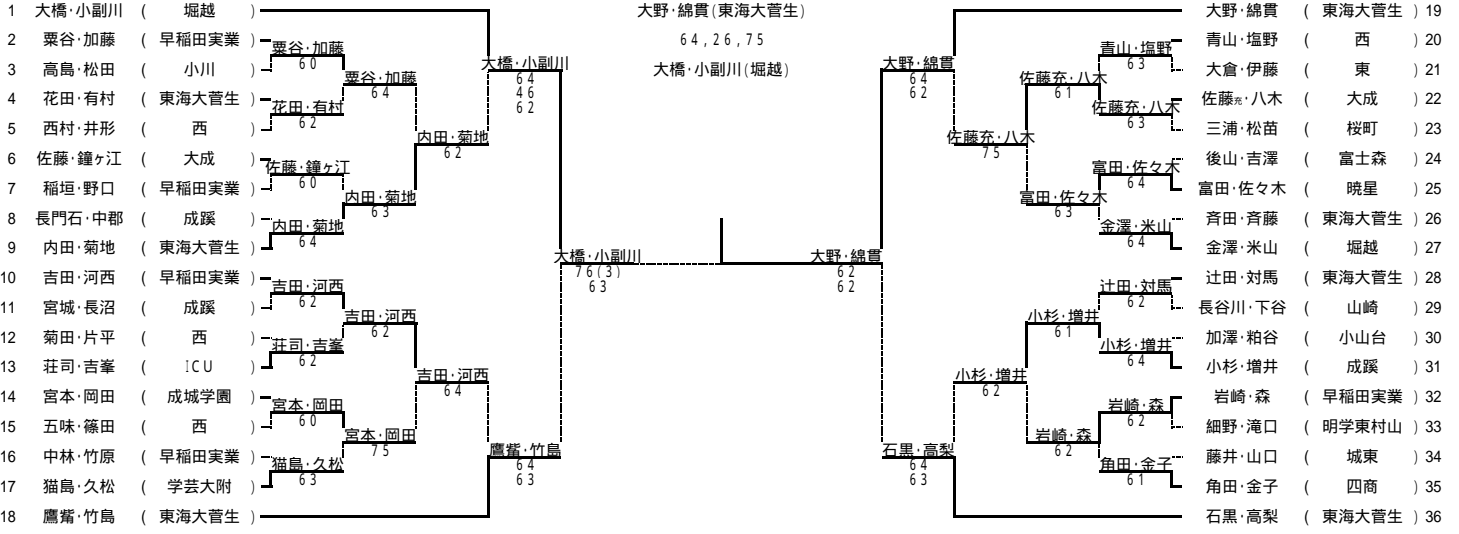 1 大橋・小副川 ( 堀越 )
2 粟谷・加藤 ( 早稲田実業 )
3 高島・松田 ( 小川 )
4 花田・有村 ( 東海大菅生 )
5 西村・井形 ( 西 )
6 佐藤・鐘ヶ江 ( 大成 )
7 稲垣・野口 ( 早稲田実業 )
8 長門石・中郡 ( 成蹊 )
9 内田・菊地 ( 東海大菅生 )
10 吉田・河西 ( 早稲田実業 )
11 宮城・長沼 ( 成蹊 )
12 菊田・片平 ( 西 )
13 荘司・吉峯 ( ICU )
14 宮本・岡田 ( 成城学園 )
15 五味・篠田 ( 西 )
16 中林・竹原 ( 早稲田実業 )
17 猫島・久松 ( 学芸大附 )
18 鷹觜・竹島 ( 東海大菅生 )
粟谷・加藤
60
花田・有村
62
佐藤・鐘ヶ江
60
内田・菊地
64
吉田・河西
62
荘司・吉峯
62
宮本・岡田
60
猫島・久松
63
粟谷・加藤
64
内田・菊地
63
吉田・河西
62
宮本・岡田
75
内田・菊地
62
吉田・河西
64
大橋・小副川
64
46
62
鷹觜・竹島
64
63
大橋・小副川
76(3)
63
大野・綿貫(東海大菅生)
64,26,75
大橋・小副川(堀越)
大野・綿貫
62
62
大野・綿貫
64
62
石黒・高梨
64
63
佐藤充・八木
75
小杉・増井
62
佐藤充・八木
61
富田・佐々木
63
小杉・増井
61
岩崎・森
62
青山・塩野
63
佐藤充・八木
63
富田・佐々木
64
金澤・米山
64
辻田・対馬
62
小杉・増井
64
岩崎・森
62
角田・金子
61
大野・綿貫 ( 東海大菅生 ) 19
青山・塩野 ( 西 ) 20
大倉・伊藤 ( 東 ) 21
佐藤充・八木 ( 大成 ) 22
三浦・松苗 ( 桜町 ) 23
後山・吉澤 ( 富士森 ) 24
富田・佐々木 ( 暁星 ) 25
斉田・斉藤 ( 東海大菅生 ) 26
金澤・米山 ( 堀越 ) 27
辻田・対馬 ( 東海大菅生 ) 28
長谷川・下谷 ( 山崎 ) 29
加澤・粕谷 ( 小山台 ) 30
小杉・増井 ( 成蹊 ) 31
岩崎・森 ( 早稲田実業 ) 32
細野・滝口 ( 明学東村山 ) 33
藤井・山口 ( 城東 ) 34
角田・金子 ( 四商 ) 35
石黒・高梨 ( 東海大菅生 ) 36